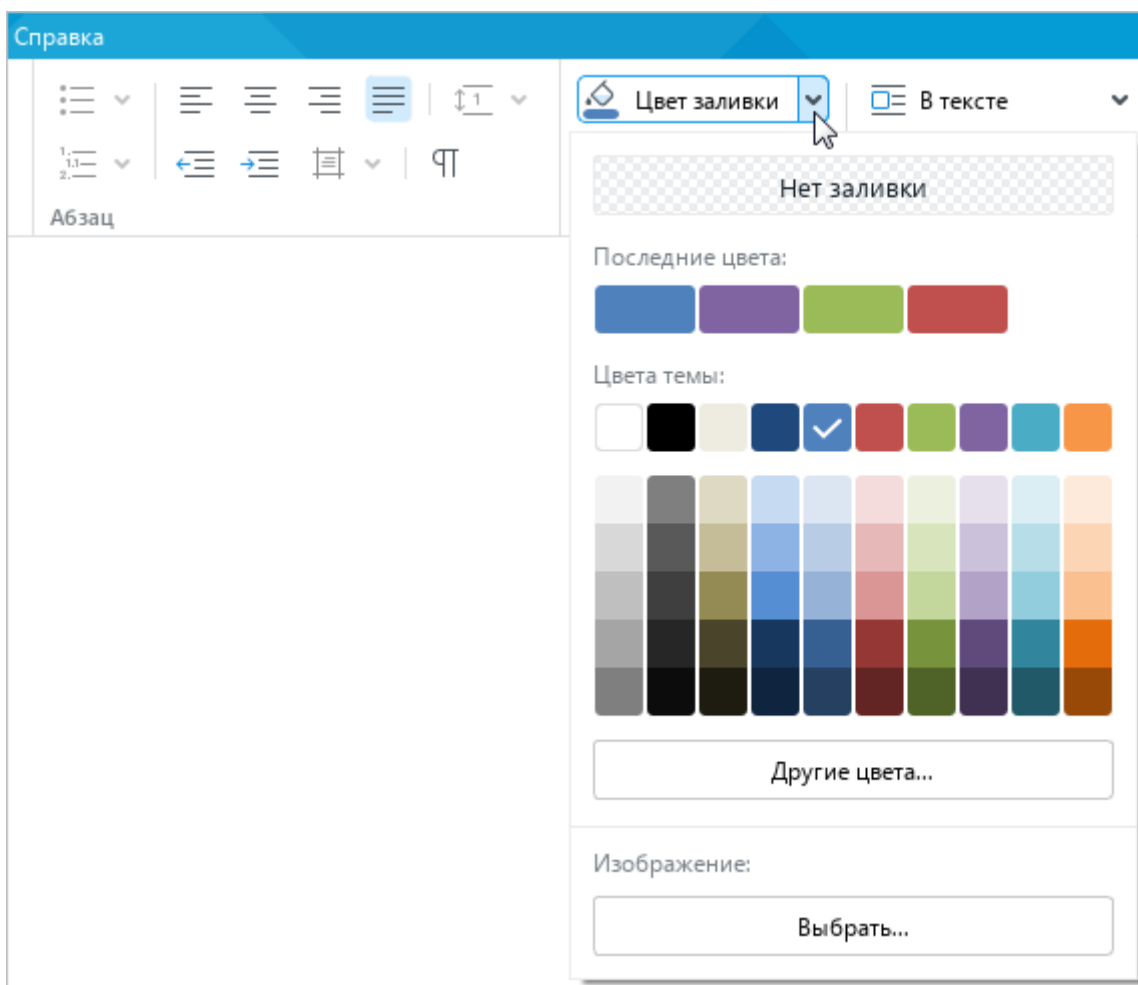 Справка
Цвет заливки
В тексте
Абзац
Нет заливки
Последние цвета:
Цвета темы:
Другие цвета...
Изображение:
Выбрать...